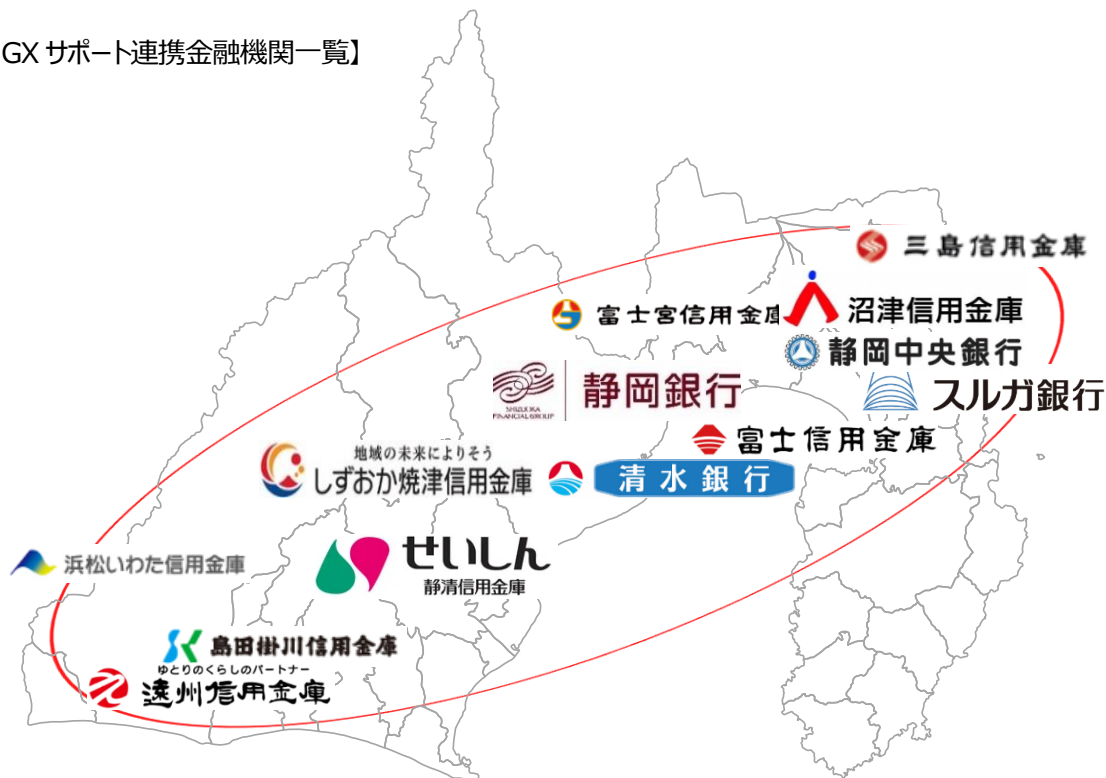 GX サポート連携金融機関一覧】
三島信用金庫
富士宮信用金庫
沼津信用金庫
静岡中央銀行
SHIZUOKA
FINANCIAL GROUP
静岡銀行
スルガ銀行
富士信用金庫
地域の未来によりそう
しずおか焼津信用金庫
清水銀行
せいしん
静清信用金庫
浜松いわた信用金庫
島田掛川信用金庫
ゆとりのくらしのパートナー
遠州信用金庫